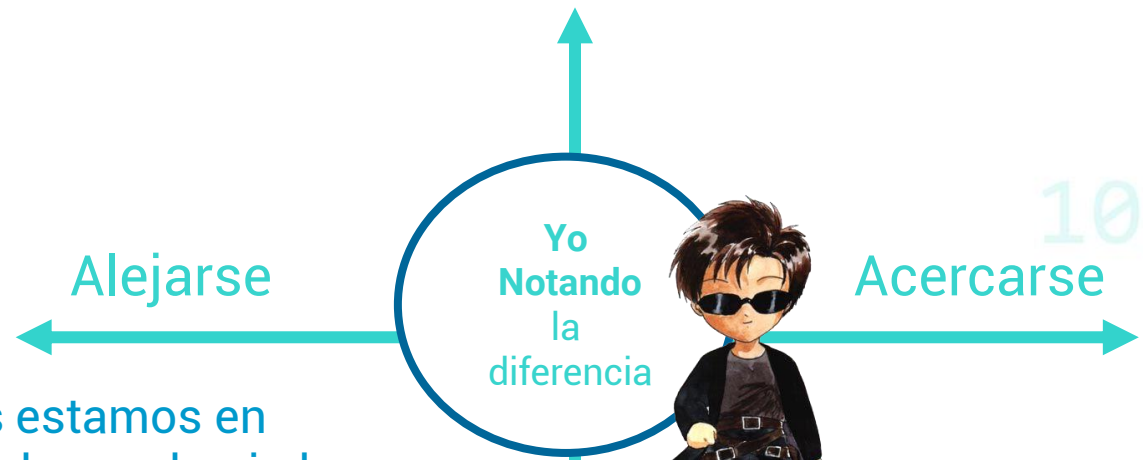 10
Yo
Notando
la
diferencia
Alejarse
Acercarse
s estamos en